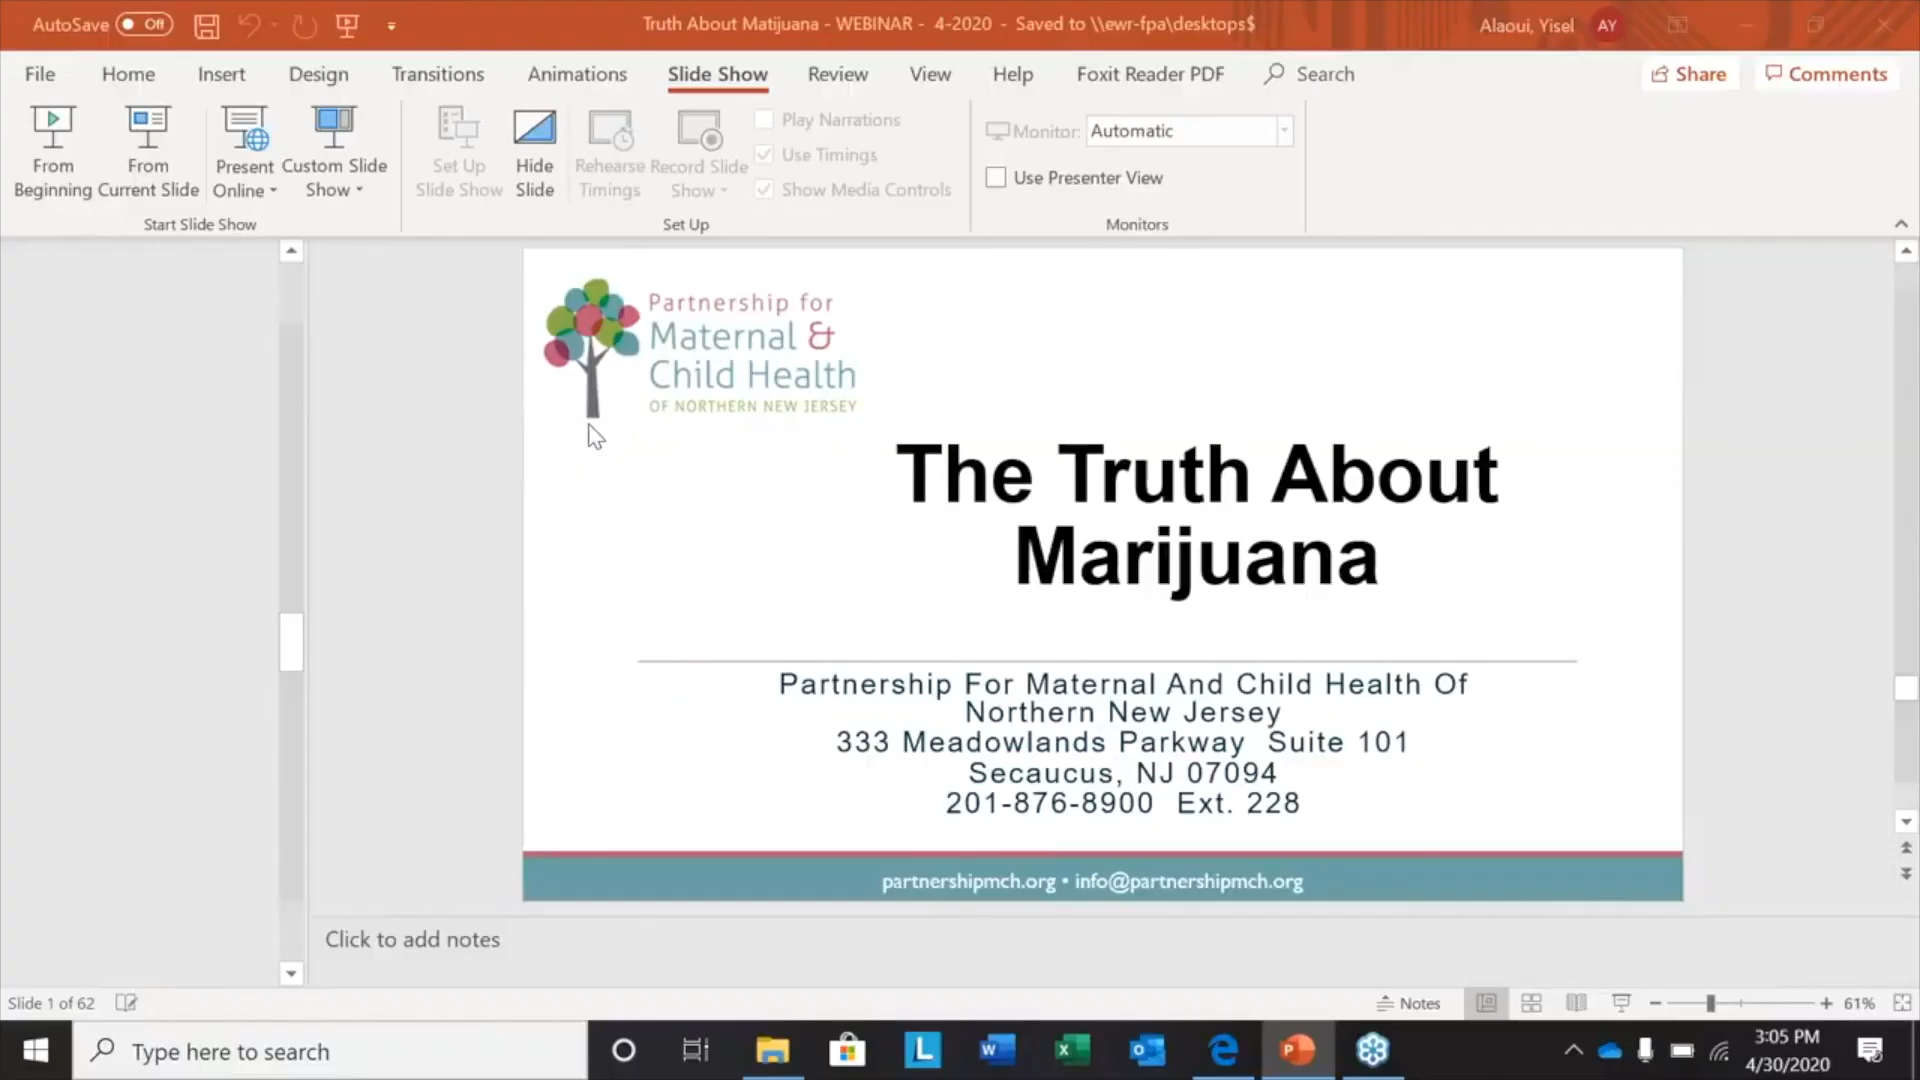 AutoSave Off
Truth About Matijuana - WEBINAR - 4-2020 - Saved to \\ewr-fpa\desktops$
Alaoui, Yisel AY
File Home Insert Design Transitions Animations Slide Show Review View Help Foxit Reader PDF Search Share Comments
From Beginning
From Current Slide
Present Online
Custom Slide Show
Set Up Slide Show
Hide Slide
Rehearse Timings
Record Slide Show
Play Narrations
Use Timings
Show Media Controls
Monitor: Automatic
Use Presenter View
Start Slide Show
Set Up
Monitors
Partnership for
Maternal &
Child Health
OF NORTHERN NEW JERSEY
The Truth About
Marijuana
Partnership For Maternal And Child Health Of
Northern New Jersey
333 Meadowlands Parkway Suite 101
Secaucus, NJ 07094
201-876-8900 Ext. 228
partnershipmch.org • info@partnershipmch.org
Click to add notes
Slide 1 of 62
Notes
61%
Type here to search
3:05 PM
4/30/2020